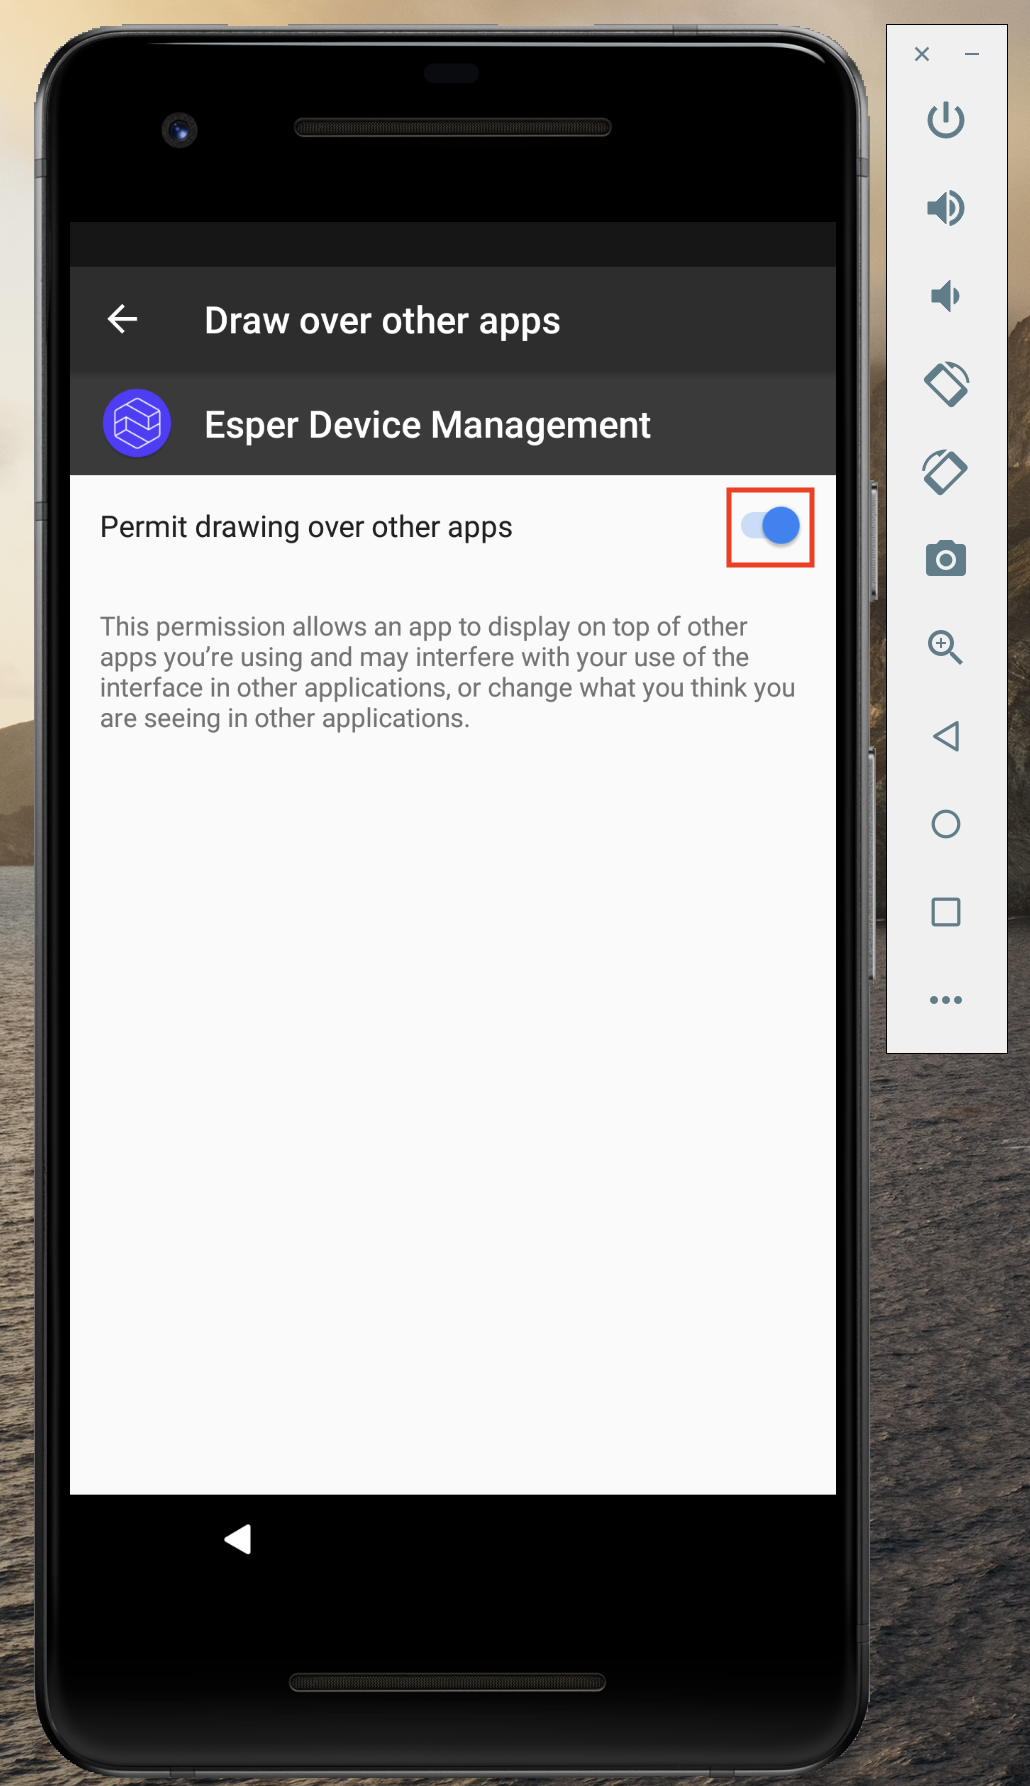 Draw over other apps
Esper Device Management
Permit drawing over other apps
This permission allows an app to display on top of other
apps you’re using and may interfere with your use of the
interface in other applications, or change what you think you
are seeing in other applications.